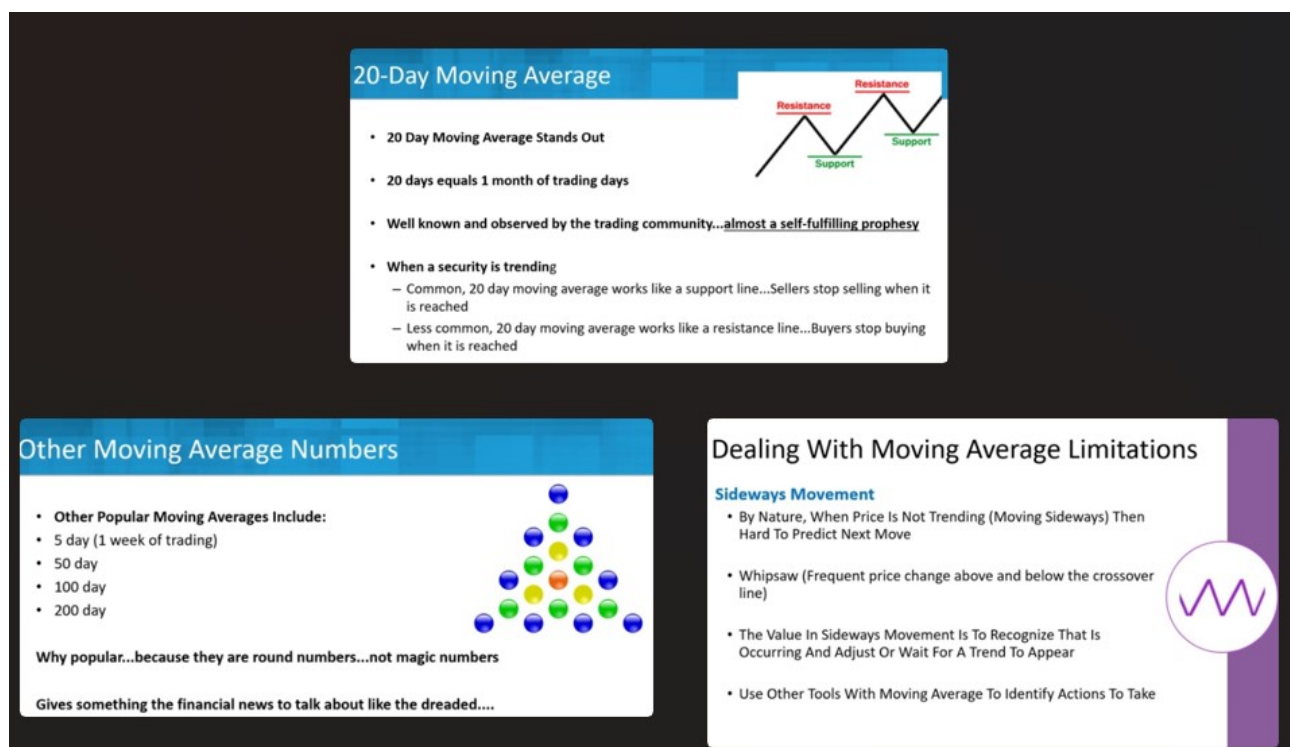 20-Day Moving Average
Resistance
Resistance
Support
Support
• 20 Day Moving Average Stands Out
• 20 days equals 1 month of trading days
• Well known and observed by the trading community...almost a self-fulfilling prophesy
• When a security is trending
– Common, 20 day moving average works like a support line...Sellers stop selling when it
is reached
– Less common, 20 day moving average works like a resistance line...Buyers stop buying
when it is reached
Other Moving Average Numbers
• Other Popular Moving Averages Include:
• 5 day (1 week of trading)
• 50 day
• 100 day
• 200 day
Why popular...because they are round numbers...not magic numbers
Gives something the financial news to talk about like the dreaded....
Dealing With Moving Average Limitations
Sideways Movement
• By Nature, When Price Is Not Trending (Moving Sideways) Then
Hard To Predict Next Move
• Whipsaw (Frequent price change above and below the crossover
line)
• The Value In Sideways Movement Is To Recognize That Is
Occurring And Adjust Or Wait For A Trend To Appear
• Use Other Tools With Moving Average To Identify Actions To Take